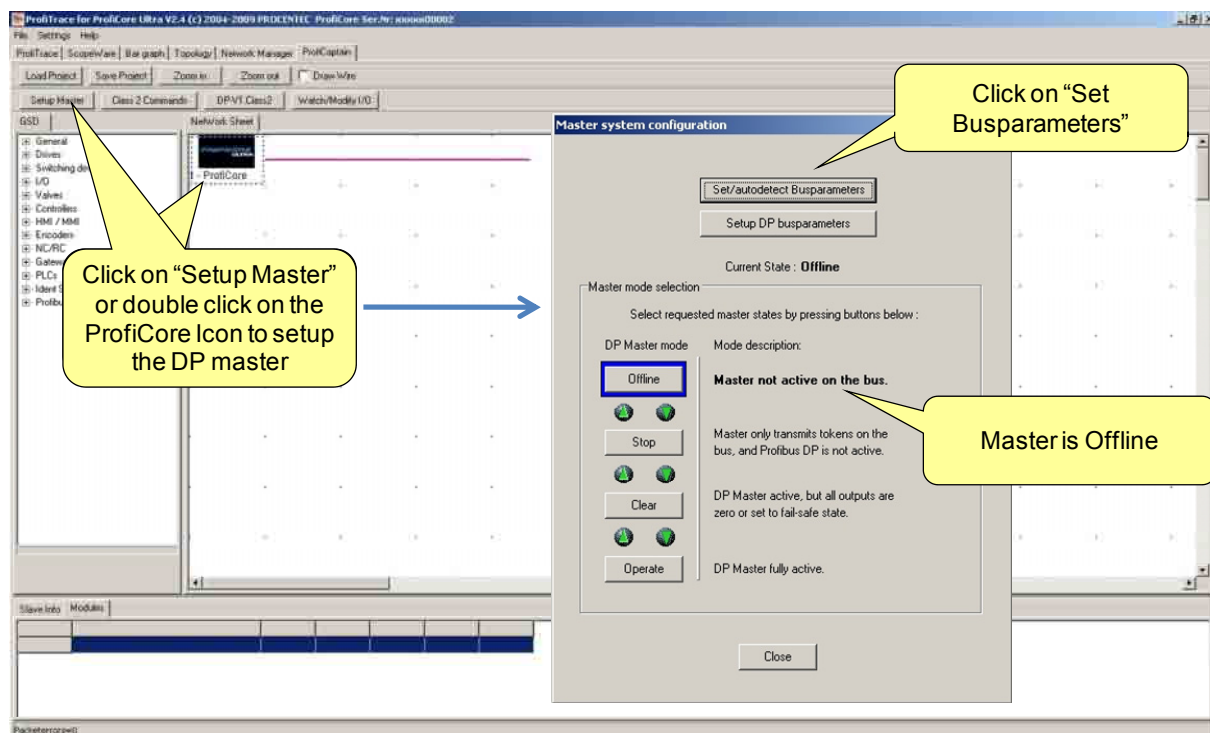 ProfiTrace for ProfiCore Ultra V2.4 (c) 2004-2009 PROCENTEC ProfiCore Ser.Nr: xxxxx00002
File Settings Help
ProfiTrace ScopeWare Bar graph Topology Network Manager ProfiCaptain
Load Project Save Project Zoom in Zoom out Draw Wire
Setup Master Class 2 Commands DP-V1 Class2 Watch/Modify I/O
GSD Network Sheet
General
Drives
Switching de
I/O
Valves
Controllers
HMI / MMI
Encoders
NC/RC
Gatew
PLCs
Ident S
Profibu
1 - ProfiCore
Click on “Setup Master”
or double click on the
ProfiCore Icon to setup
the DP master
Master system configuration
Click on “Set
Busparameters”
Set/autodetect Busparameters
Setup DP busparameters
Current State : Offline
Master mode selection
Select requested master states by pressing buttons below :
DP Master mode Mode description:
Offline Master not active on the bus.
Master is Offline
Stop Master only transmits tokens on the
bus, and Profibus DP is not active.
Clear DP Master active, but all outputs are
zero or set to fail-safe state.
Operate DP Master fully active.
Close
Slave Info Modules